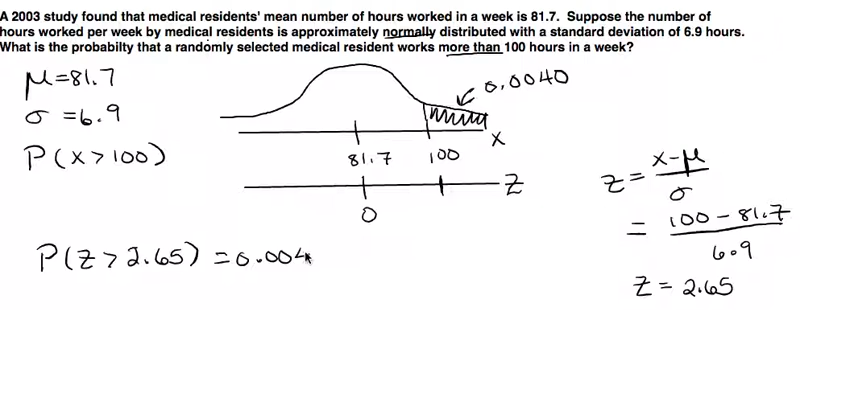 A 2003 study found that medical residents' mean number of hours worked in a week is 81.7. Suppose the number of
hours worked per week by medical residents is approximately normally distributed with a standard deviation of 6.9 hours.
What is the probabilty that a randomly selected medical resident works more than 100 hours in a week?
μ=81.7
σ=6.9
P(x>100)
0.0040
x
81.7 100
z
0
z = (x-μ)/σ
= (100-81.7)/6.9
z = 2.65
P(z>2.65) = 0.004